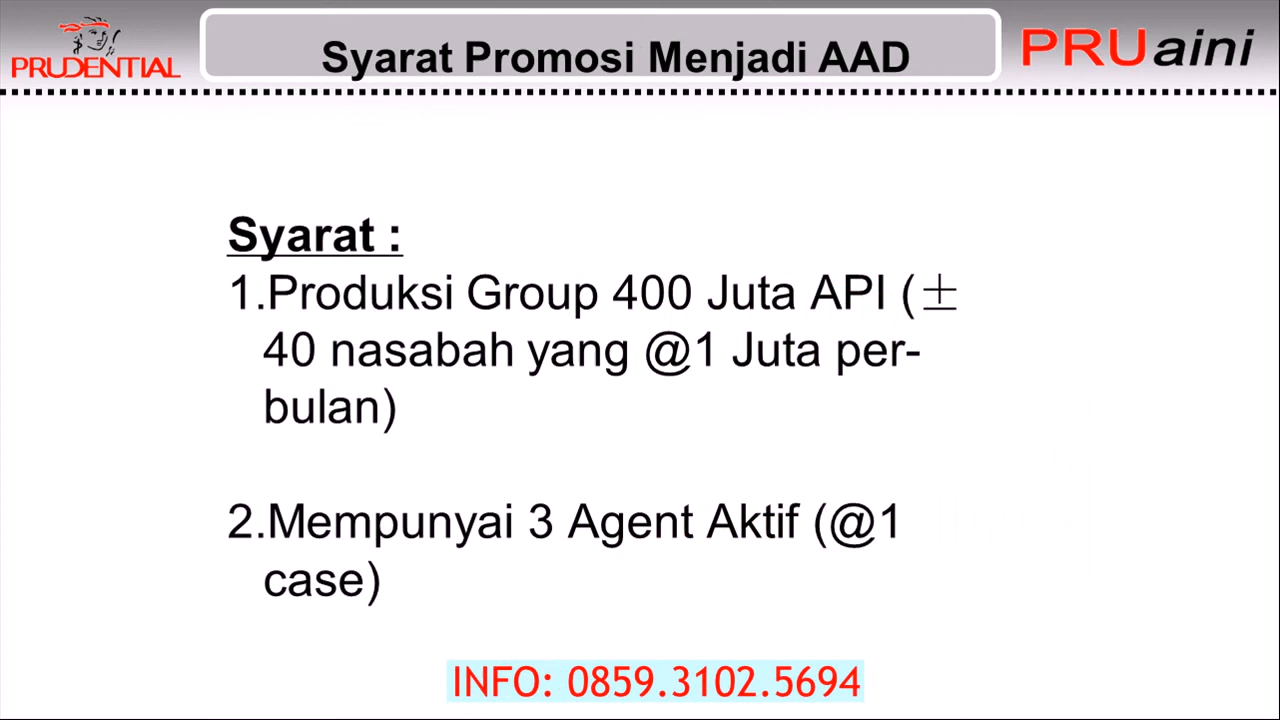 PRUDENTIAL
Syarat Promosi Menjadi AAD
PRUaini
Syarat :
1.Produksi Group 400 Juta API (±
40 nasabah yang @1 Juta per-
bulan)
2.Mempunyai 3 Agent Aktif (@1
case)
INFO: 0859.3102.5694